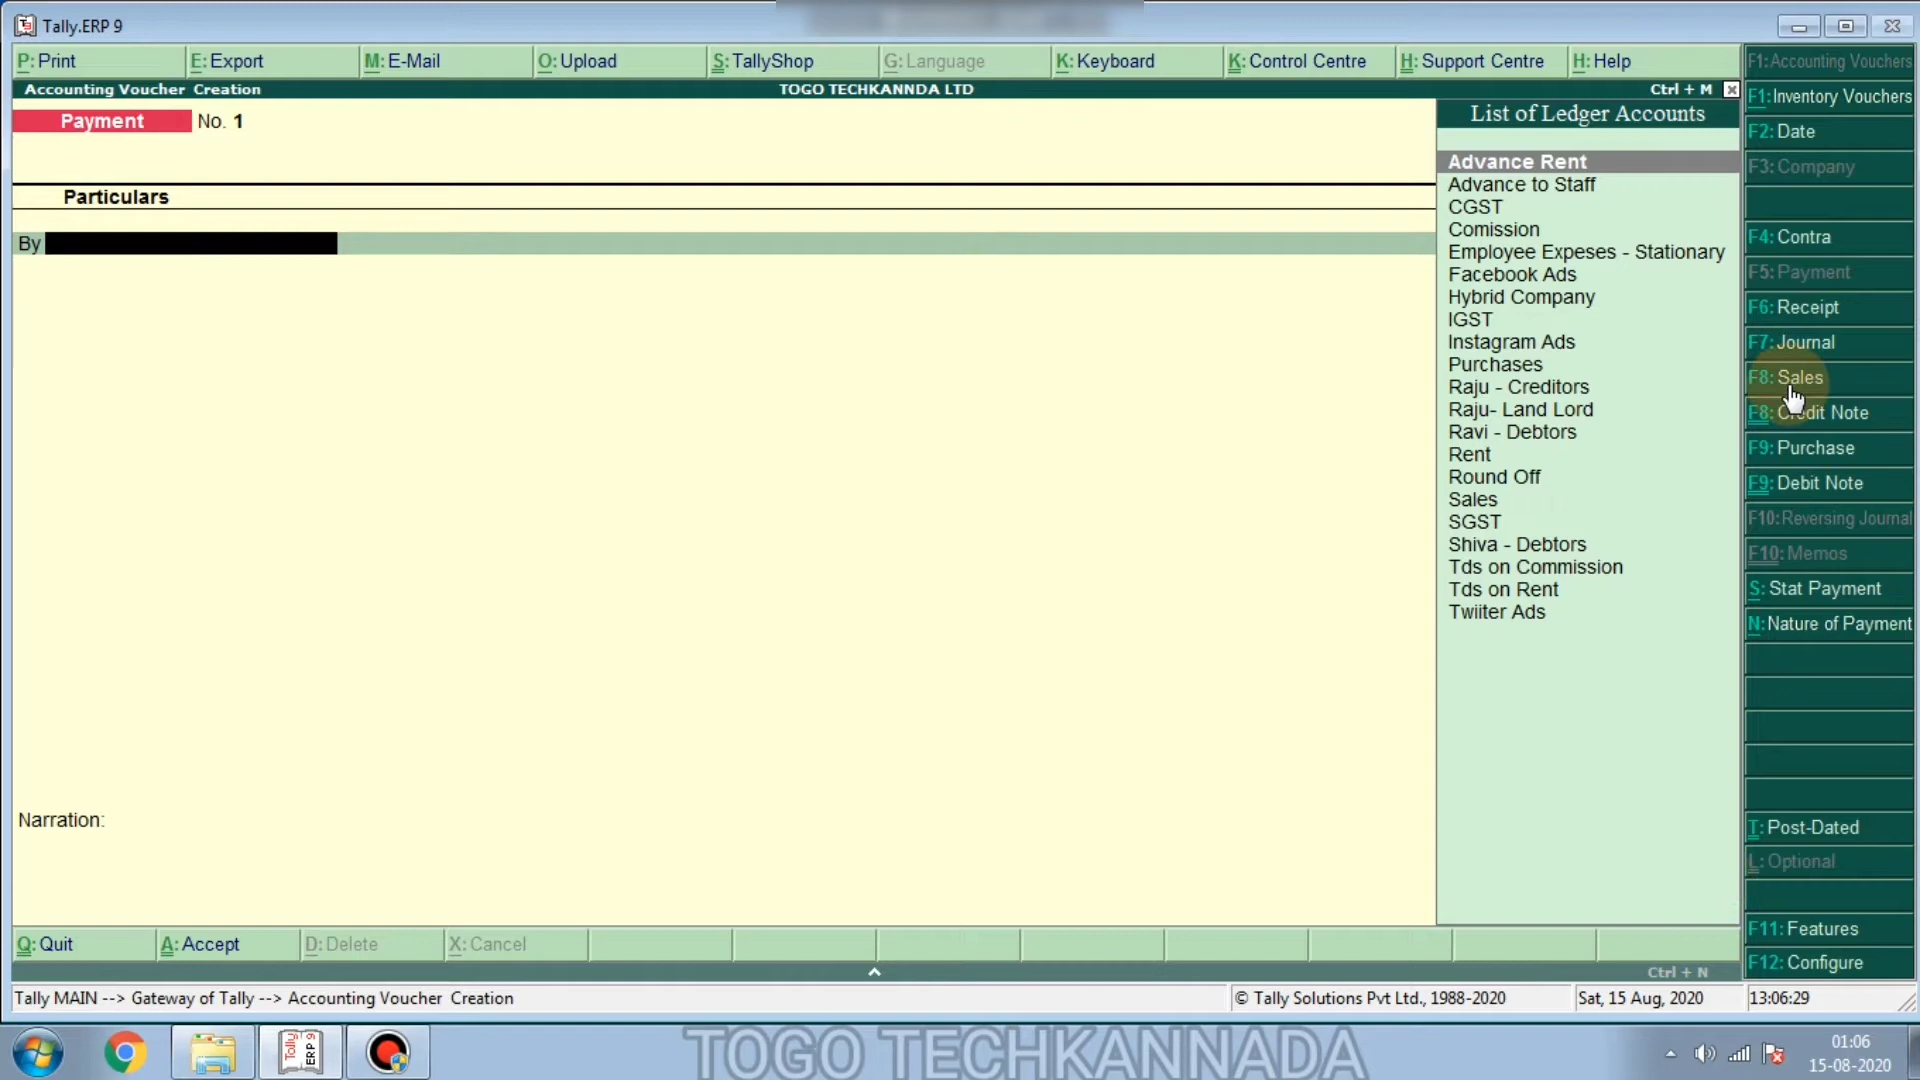 Tally.ERP 9
P: Print E: Export M: E-Mail O: Upload S: TallyShop G: Language K: Keyboard K: Control Centre H: Support Centre H: Help
Accounting Voucher Creation TOGO TECHKANNDA LTD Ctrl + M
Payment No. 1
Particulars
By
Narration:
List of Ledger Accounts
Advance Rent
Advance to Staff
CGST
Comission
Employee Expeses - Stationary
Facebook Ads
Hybrid Company
IGST
Instagram Ads
Purchases
Raju - Creditors
Raju- Land Lord
Ravi - Debtors
Rent
Round Off
Sales
SGST
Shiva - Debtors
Tds on Commission
Tds on Rent
Twiiter Ads
F1: Accounting Vouchers
F1: Inventory Vouchers
F2: Date
F3: Company
F4: Contra
F5: Payment
F6: Receipt
F7: Journal
F8: Sales
F8: Credit Note
F9: Purchase
F9: Debit Note
F10: Reversing Journal
F10: Memos
S: Stat Payment
N: Nature of Payment
T: Post-Dated
L: Optional
F11: Features
F12: Configure
Q: Quit A: Accept D: Delete X: Cancel
Ctrl + N
Tally MAIN --> Gateway of Tally --> Accounting Voucher Creation © Tally Solutions Pvt Ltd., 1988-2020 Sat, 15 Aug, 2020 13:06:29
Tally ERP 9
TOGO TECHKANNADA
01:06
15-08-2020